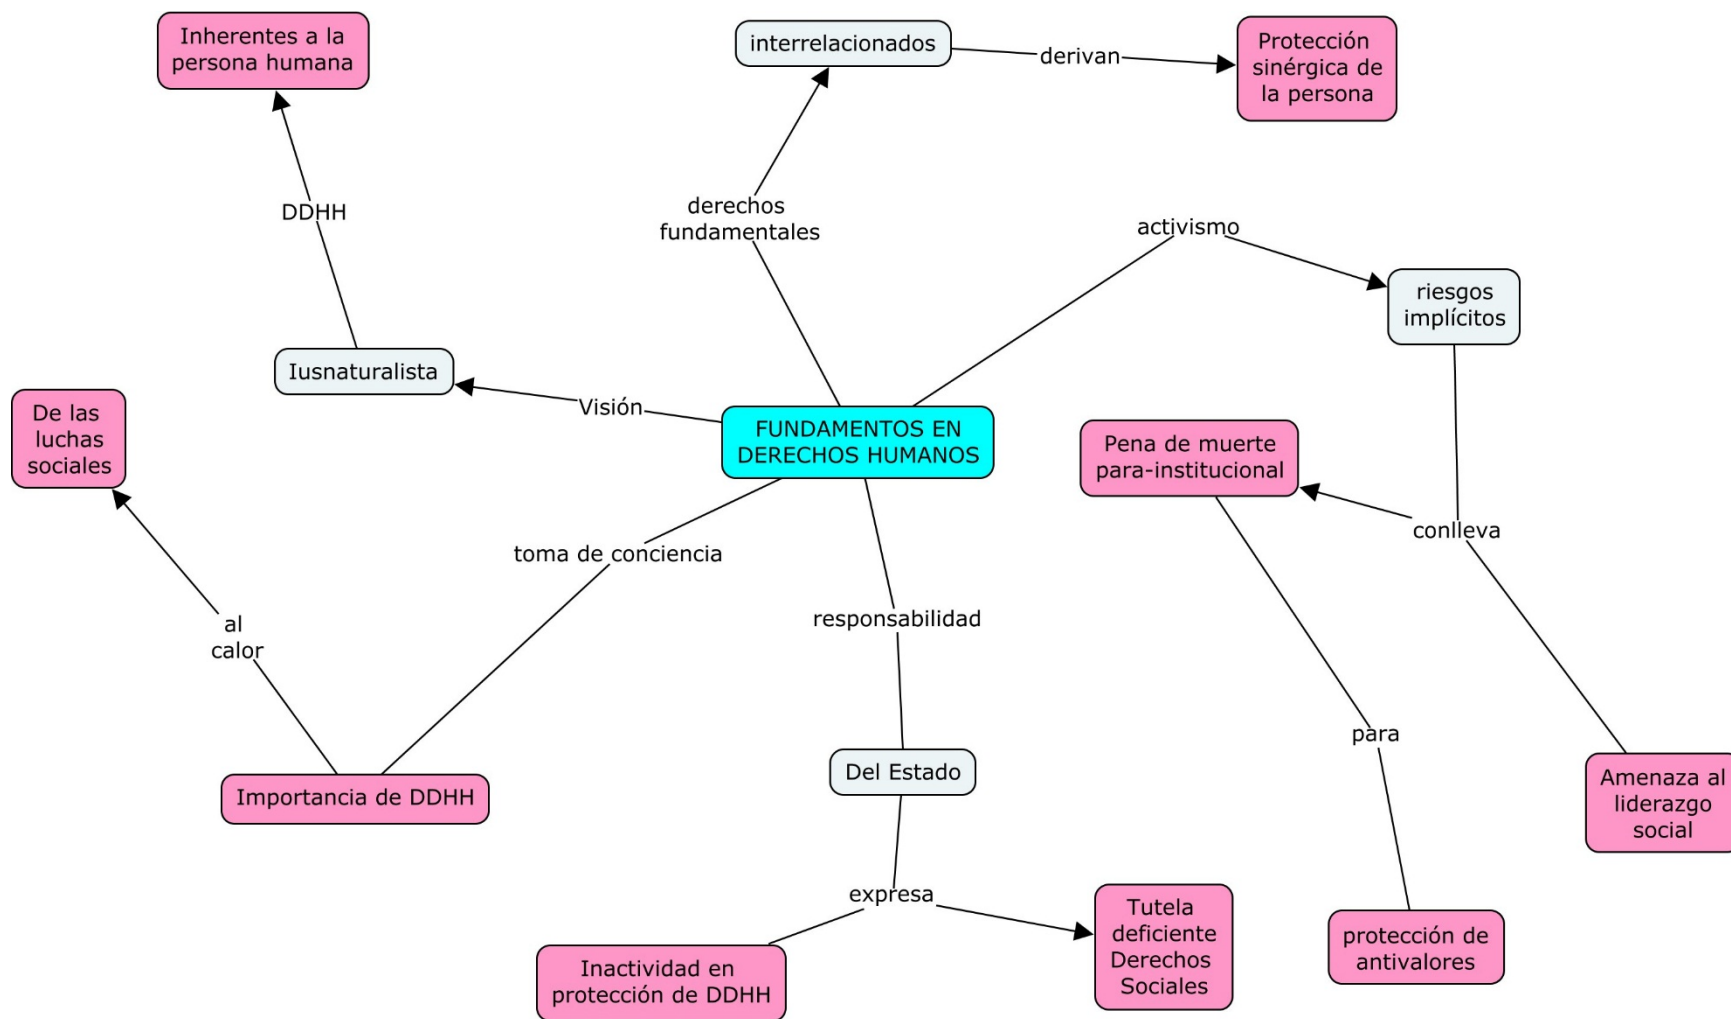 Inherentes a la
persona humana
interrelacionados
derivan
Protección
sinérgica de
la persona
DDHH
derechos
fundamentales
activismo
riesgos
implícitos
Iusnaturalista
Visión
De las
luchas
sociales
FUNDAMENTOS EN
DERECHOS HUMANOS
Pena de muerte
para-institucional
conlleva
toma de conciencia
al
calor
responsabilidad
para
Importancia de DDHH
Del Estado
Amenaza al
liderazgo
social
expresa
Inactividad en
protección de DDHH
Tutela
deficiente
Derechos
Sociales
protección de
antivalores